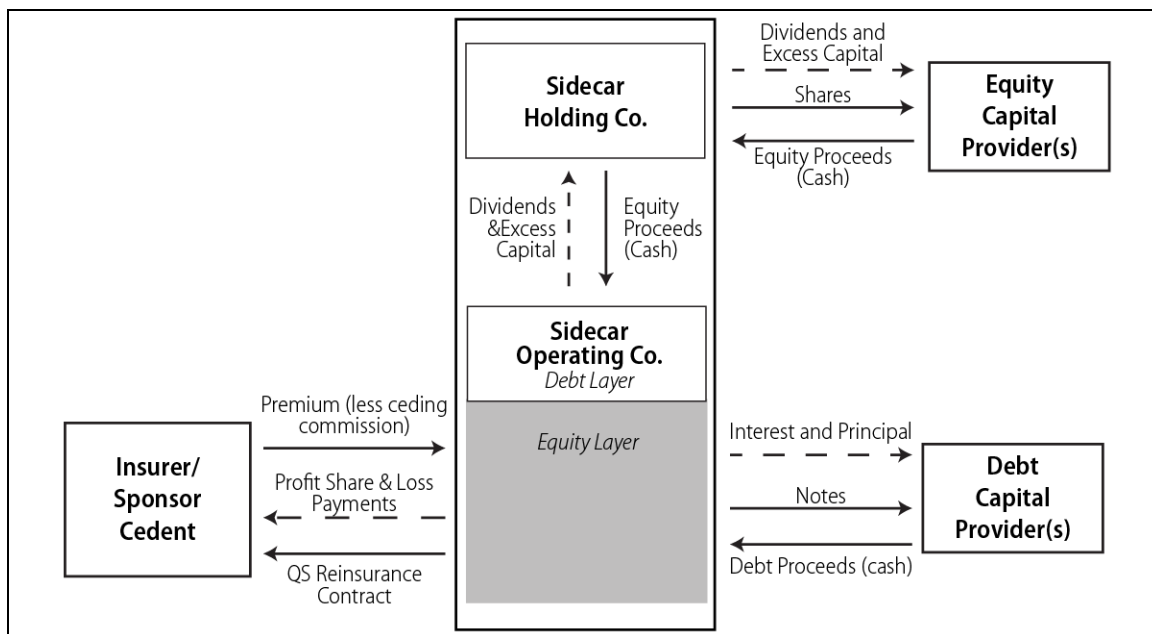 Sidecar
Holding Co.
Dividends and
Excess Capital
Shares
Equity Proceeds
(Cash)
Equity
Capital
Provider(s)
Dividends
&Excess
Capital
Equity
Proceeds
(Cash)
Sidecar
Operating Co.
Debt Layer
Equity Layer
Insurer/
Sponsor
Cedent
Premium (less ceding
commission)
Profit Share & Loss
Payments
QS Reinsurance
Contract
Interest and Principal
Notes
Debt Proceeds (cash)
Debt
Capital
Provider(s)